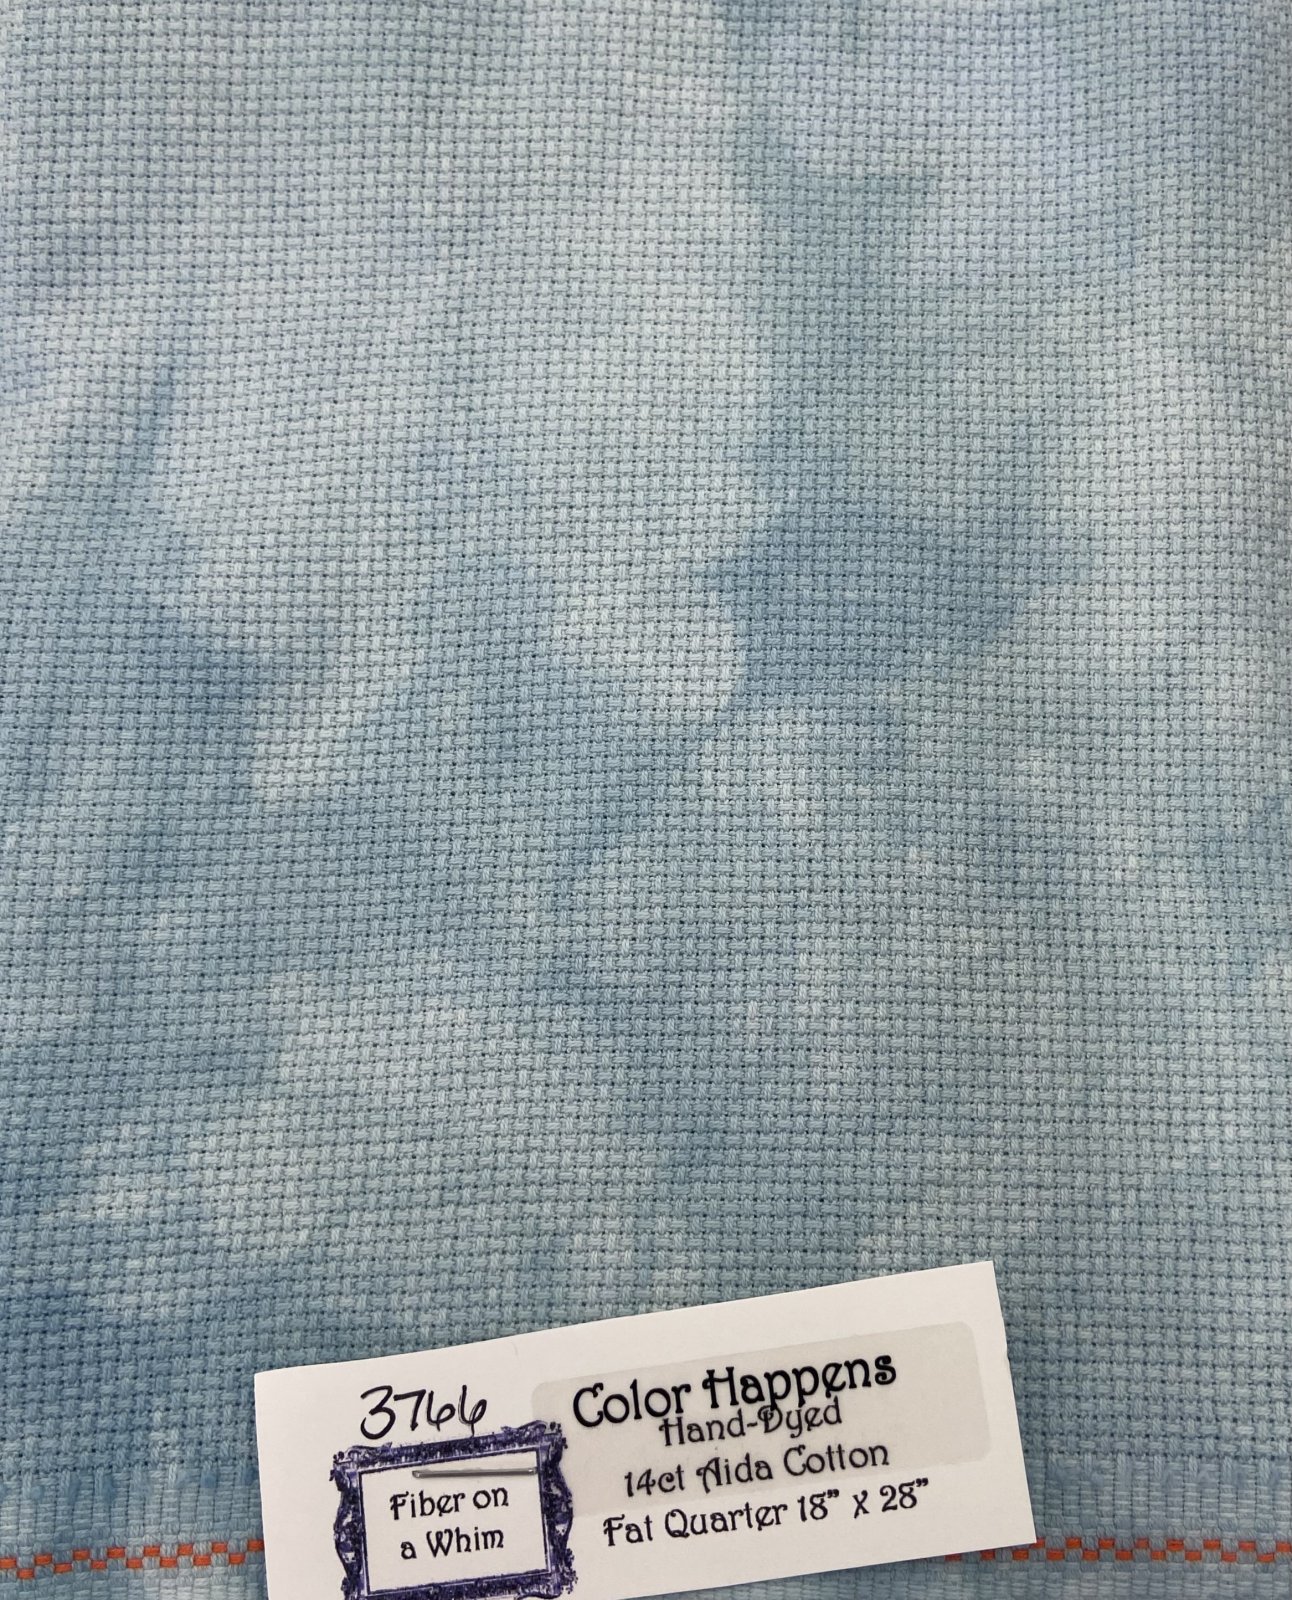 3766
Fiber on
a Whim
Color Happens
Hand-Dyed
14ct Aida Cotton
Fat Quarter 18" x 28"